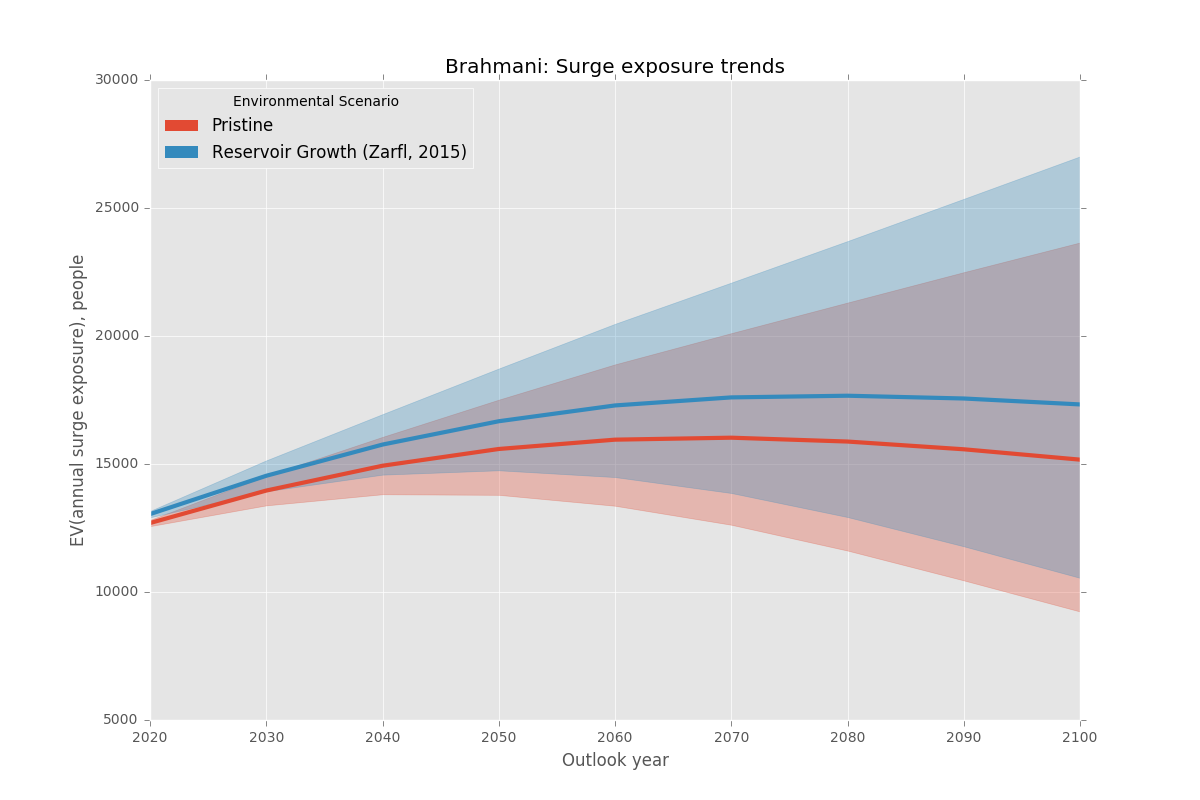 Brahmani: Surge exposure trends
30000
25000
20000
15000
10000
5000
EV(annual surge exposure), people
Environmental Scenario
Pristine
Reservoir Growth (Zarfl, 2015)
2020 2030 2040 2050 2060 2070 2080 2090 2100
Outlook year